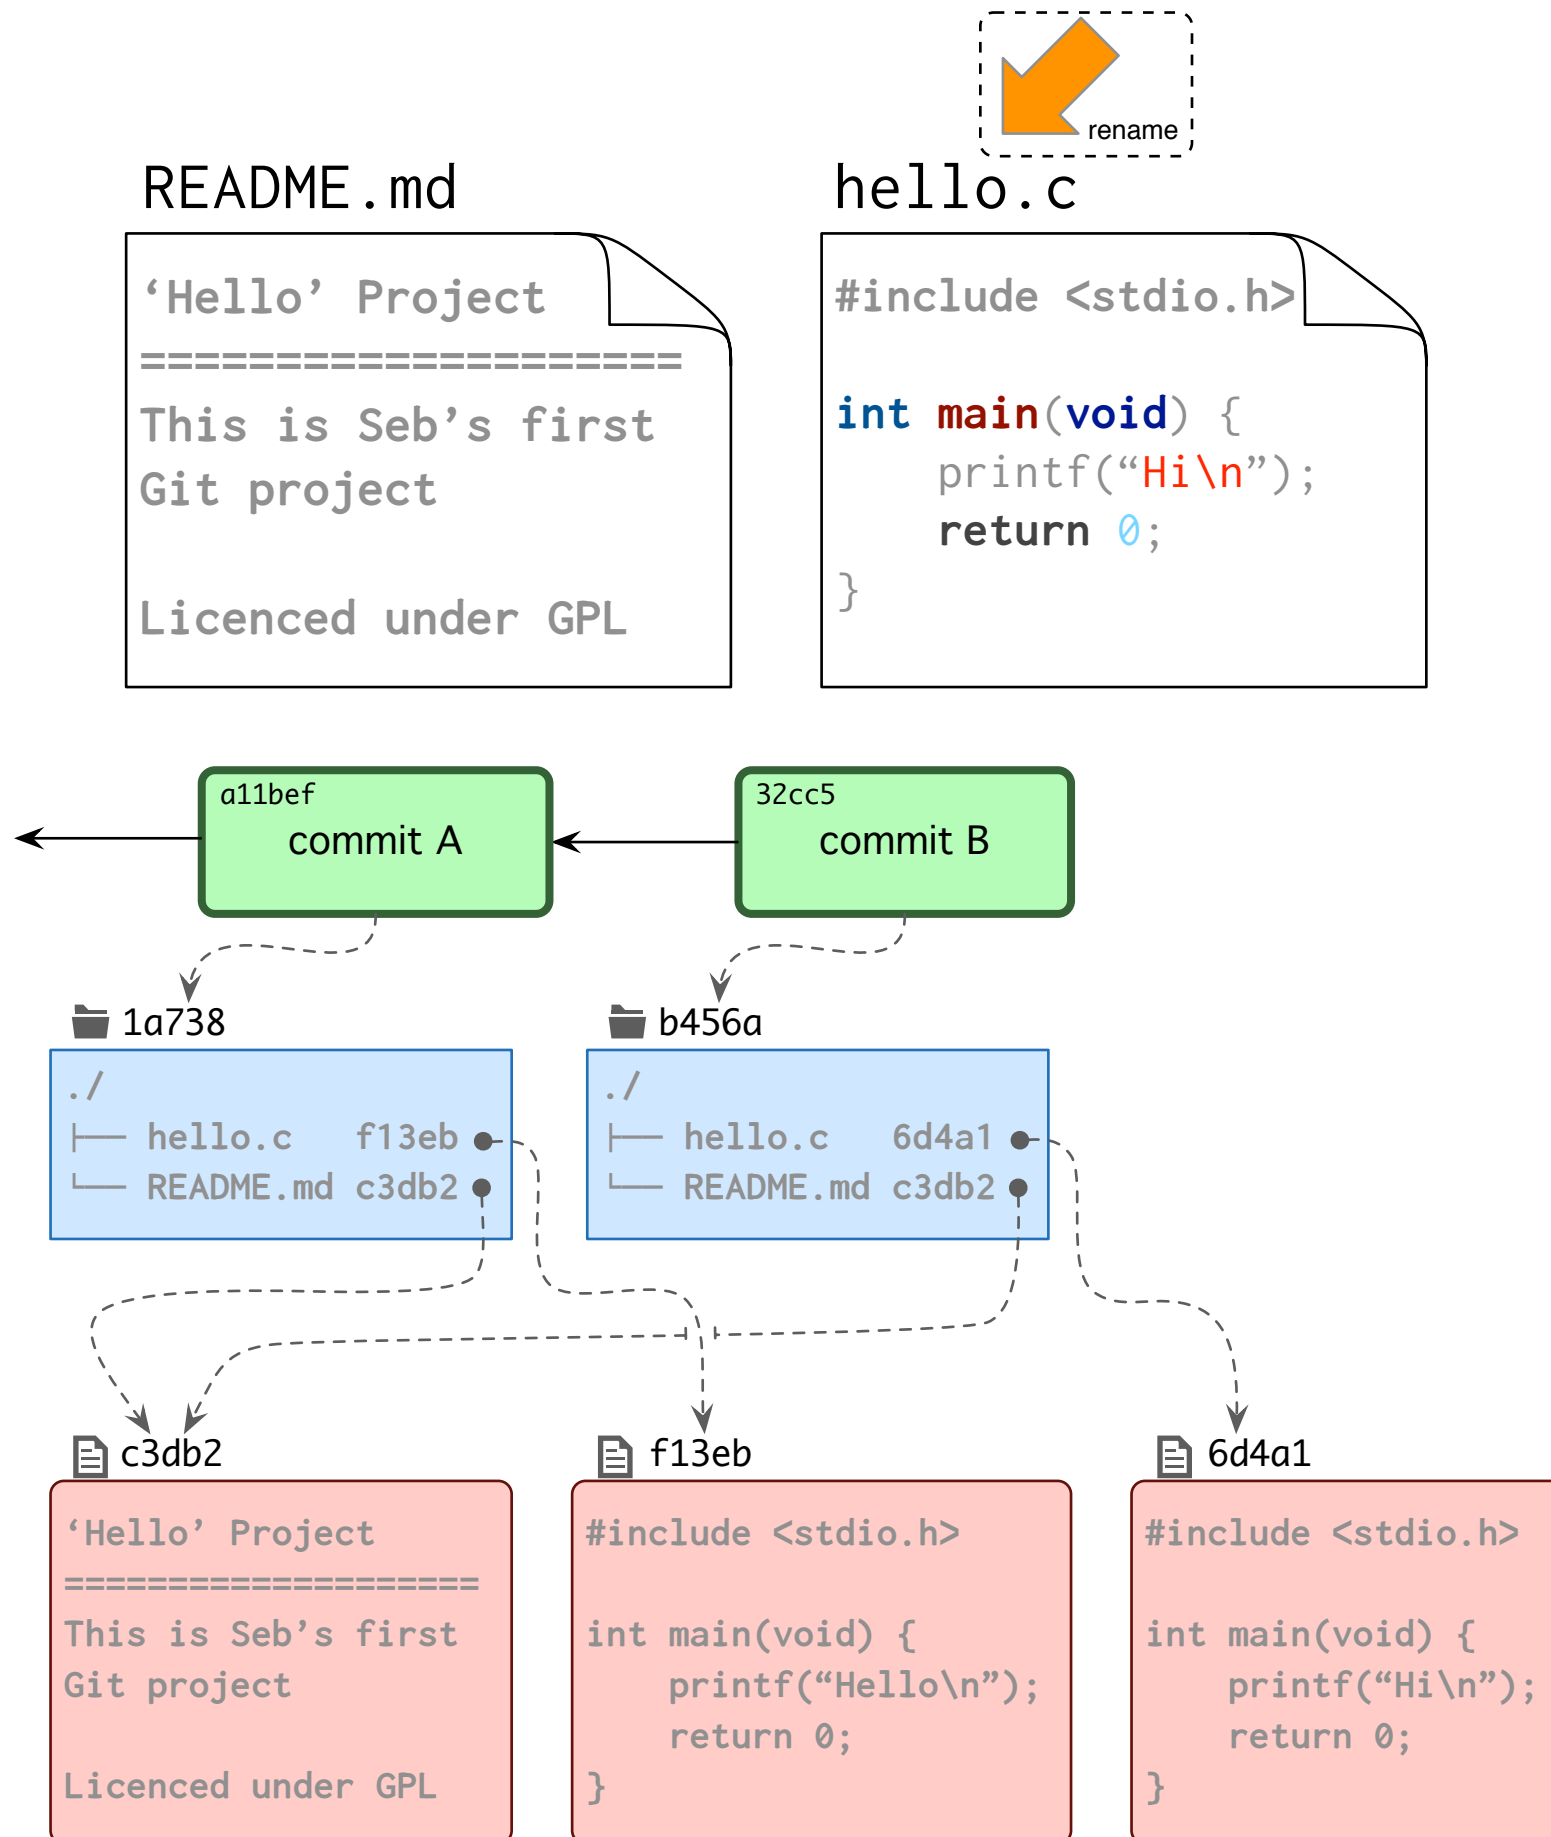 rename
README.md
‘Hello’ Project
====================
This is Seb’s first
Git project
Licenced under GPL
hello.c
#include <stdio.h>
int main(void) {
printf(“Hi\n”);
return 0;
}
a11bef
commit A
32cc5
commit B
1a738
./
├── hello.c   f13eb
└── README.md c3db2
b456a
./
├── hello.c   6d4a1
└── README.md c3db2
c3db2
‘Hello’ Project
====================
This is Seb’s first
Git project
Licenced under GPL
f13eb
#include <stdio.h>
int main(void) {
printf(“Hello\n”);
return 0;
}
6d4a1
#include <stdio.h>
int main(void) {
printf(“Hi\n”);
return 0;
}